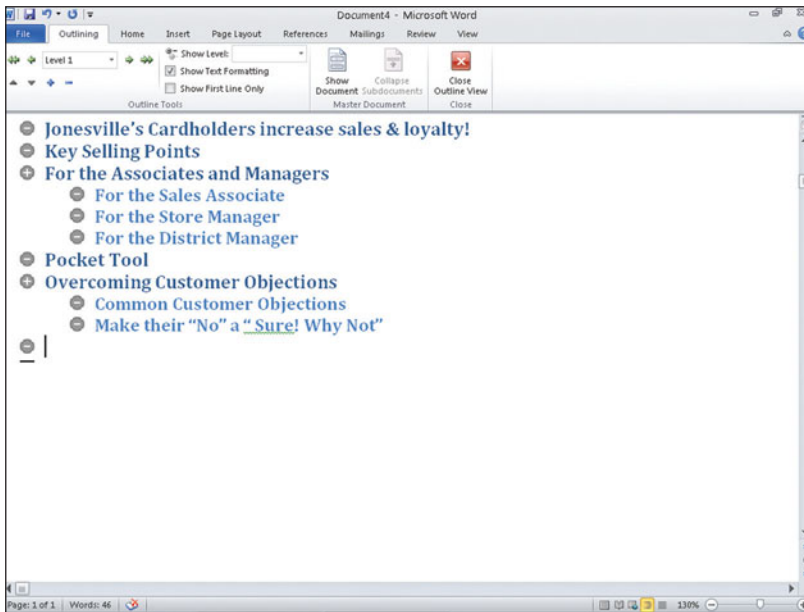 Document4 - Microsoft Word
File Outlining Home Insert Page Layout References Mailings Review View
Level 1
Show Level:
Show Text Formatting
Show First Line Only
Show Document
Collapse Subdocuments
Close Outline View
Outline Tools Master Document Close
Jonesville's Cardholders increase sales & loyalty!
Key Selling Points
For the Associates and Managers
For the Sales Associate
For the Store Manager
For the District Manager
Pocket Tool
Overcoming Customer Objections
Common Customer Objections
Make their “No” a “ Sure! Why Not”
Page: 1 of 1 Words: 46 130%